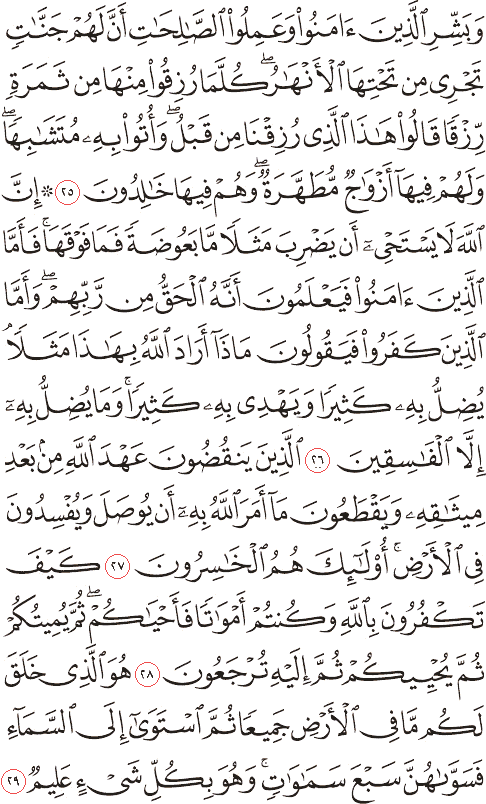 وَبَشِّرِ ٱلَّذِينَ ءَامَنُوا۟ وَعَمِلُوا۟ ٱلصَّٰلِحَٰتِ أَنَّ لَهُمْ جَنَّٰتٍ
تَجْرِى مِن تَحْتِهَا ٱلْأَنْهَٰرُ ۖ كُلَّمَا رُزِقُوا۟ مِنْهَا مِن ثَمَرَةٍ
رِّزْقًا قَالُوا۟ هَٰذَا ٱلَّذِى رُزِقْنَا مِن قَبْلُ ۖ وَأُتُوا۟ بِهِۦ مُتَشَٰبِهًا ۖ
وَلَهُمْ فِيهَآ أَزْوَٰجٌ مُّطَهَّرَةٌ ۖ وَهُمْ فِيهَا خَٰلِدُونَ ٢٥ ۞ إِنَّ
ٱللَّهَ لَا يَسْتَحْىِۦٓ أَن يَضْرِبَ مَثَلًا مَّا بَعُوضَةً فَمَا فَوْقَهَا ۚ فَأَمَّا
ٱلَّذِينَ ءَامَنُوا۟ فَيَعْلَمُونَ أَنَّهُ ٱلْحَقُّ مِن رَّبِّهِمْ ۖ وَأَمَّا
ٱلَّذِينَ كَفَرُوا۟ فَيَقُولُونَ مَاذَآ أَرَادَ ٱللَّهُ بِهَٰذَا مَثَلًا ۘ
يُضِلُّ بِهِۦ كَثِيرًا وَيَهْدِى بِهِۦ كَثِيرًا ۚ وَمَا يُضِلُّ بِهِۦٓ
إِلَّا ٱلْفَٰسِقِينَ ٢٦ ٱلَّذِينَ يَنقُضُونَ عَهْدَ ٱللَّهِ مِنۢ بَعْدِ
مِيثَٰقِهِۦ وَيَقْطَعُونَ مَآ أَمَرَ ٱللَّهُ بِهِۦٓ أَن يُوصَلَ وَيُفْسِدُونَ
فِى ٱلْأَرْضِ ۚ أُو۟لَٰٓئِكَ هُمُ ٱلْخَٰسِرُونَ ٢٧ كَيْفَ
تَكْفُرُونَ بِٱللَّهِ وَكُنتُمْ أَمْوَٰتًا فَأَحْيَٰكُمْ ۖ ثُمَّ يُمِيتُكُمْ
ثُمَّ يُحْيِيكُمْ ثُمَّ إِلَيْهِ تُرْجَعُونَ ٢٨ هُوَ ٱلَّذِى خَلَقَ
لَكُم مَّا فِى ٱلْأَرْضِ جَمِيعًا ثُمَّ ٱسْتَوَىٰٓ إِلَى ٱلسَّمَآءِ
فَسَوَّىٰهُنَّ سَبْعَ سَمَٰوَٰتٍ ۚ وَهُوَ بِكُلِّ شَىْءٍ عَلِيمٌ ٢٩